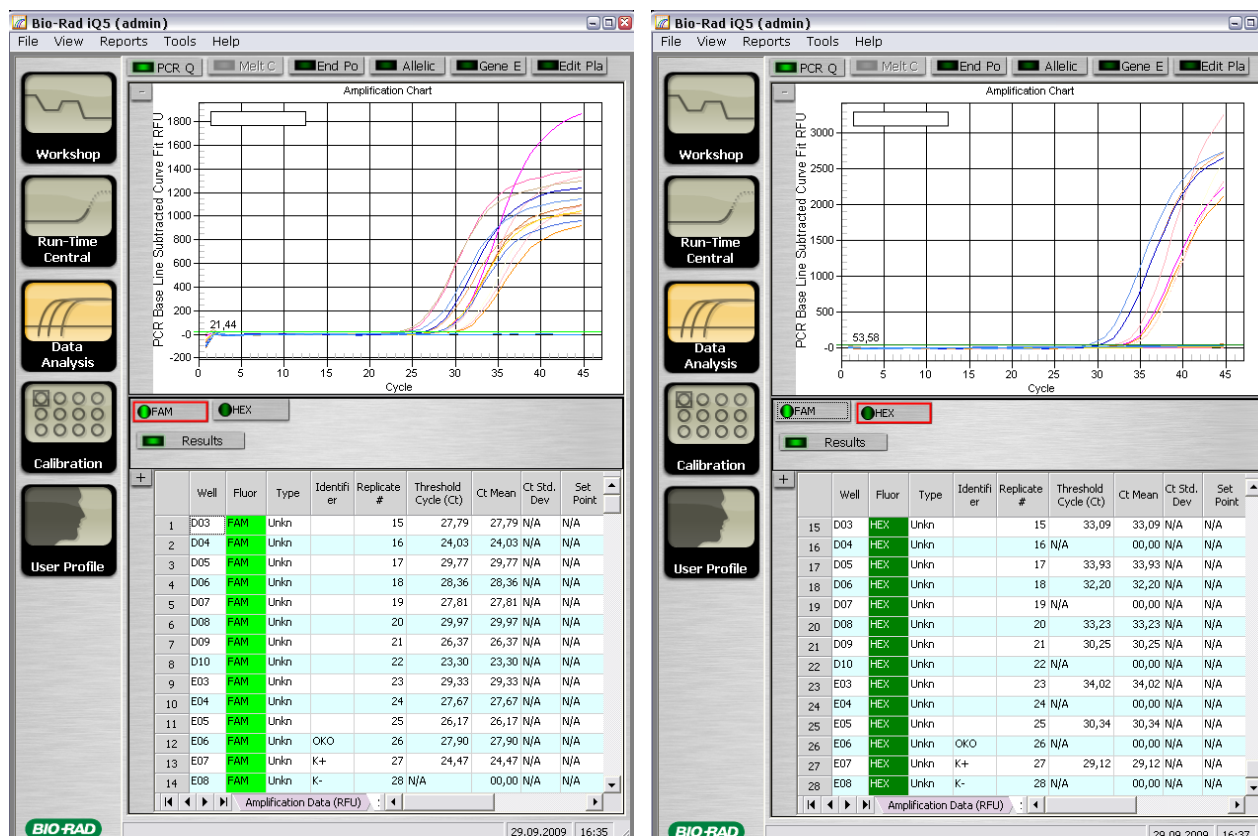 Bio-Rad iQ5 (admin)
File View Reports Tools Help
PCR Q Melt C End Po Allelic Gene E Edit Pla
Workshop
Run-Time
Central
Data
Analysis
Calibration
User Profile
BIO-RAD
-
Amplification Chart
PCR Base Line Subtracted Curve Fit RFU
1800
1600
1400
1200
1000
800
600
400
200
-0
-200
21,44
0 5 10 15 20 25 30 35 40 45
Cycle
FAM HEX
Results
+
Well Fluor Type Identifi er Replicate # Threshold Cycle (Ct) Ct Mean Ct Std. Dev Set Point
1 D03 FAM Unkn 15 27,79 27,79 N/A N/A
2 D04 FAM Unkn 16 24,03 24,03 N/A N/A
3 D05 FAM Unkn 17 29,77 29,77 N/A N/A
4 D06 FAM Unkn 18 28,36 28,36 N/A N/A
5 D07 FAM Unkn 19 27,81 27,81 N/A N/A
6 D08 FAM Unkn 20 29,97 29,97 N/A N/A
7 D09 FAM Unkn 21 26,37 26,37 N/A N/A
8 D10 FAM Unkn 22 23,30 23,30 N/A N/A
9 E03 FAM Unkn 23 29,33 29,33 N/A N/A
10 E04 FAM Unkn 24 27,67 27,67 N/A N/A
11 E05 FAM Unkn 25 26,17 26,17 N/A N/A
12 E06 FAM Unkn OKO 26 27,90 27,90 N/A N/A
13 E07 FAM Unkn K+ 27 24,47 24,47 N/A N/A
14 E08 FAM Unkn K- 28 N/A 00,00 N/A N/A
Amplification Data (RFU)
29.09.2009 16:35
Bio-Rad iQ5 (admin)
File View Reports Tools Help
PCR Q Melt C End Po Allelic Gene E Edit Pla
Workshop
Run-Time
Central
Data
Analysis
Calibration
User Profile
BIO-RAD
-
Amplification Chart
PCR Base Line Subtracted Curve Fit RFU
3000
2500
2000
1500
1000
500
-0
53,58
0 5 10 15 20 25 30 35 40 45
Cycle
FAM HEX
Results
+
Well Fluor Type Identifi er Replicate # Threshold Cycle (Ct) Ct Mean Ct Std. Dev Set Point
15 D03 HEX Unkn 15 33,09 33,09 N/A N/A
16 D04 HEX Unkn 16 N/A 00,00 N/A N/A
17 D05 HEX Unkn 17 33,93 33,93 N/A N/A
18 D06 HEX Unkn 18 32,20 32,20 N/A N/A
19 D07 HEX Unkn 19 N/A 00,00 N/A N/A
20 D08 HEX Unkn 20 33,23 33,23 N/A N/A
21 D09 HEX Unkn 21 30,25 30,25 N/A N/A
22 D10 HEX Unkn 22 N/A 00,00 N/A N/A
23 E03 HEX Unkn 23 34,02 34,02 N/A N/A
24 E04 HEX Unkn 24 N/A 00,00 N/A N/A
25 E05 HEX Unkn 25 30,34 30,34 N/A N/A
26 E06 HEX Unkn OKO 26 N/A 00,00 N/A N/A
27 E07 HEX Unkn K+ 27 29,12 29,12 N/A N/A
28 E08 HEX Unkn K- 28 N/A 00,00 N/A N/A
Amplification Data (RFU)
29.09.2009 16:37